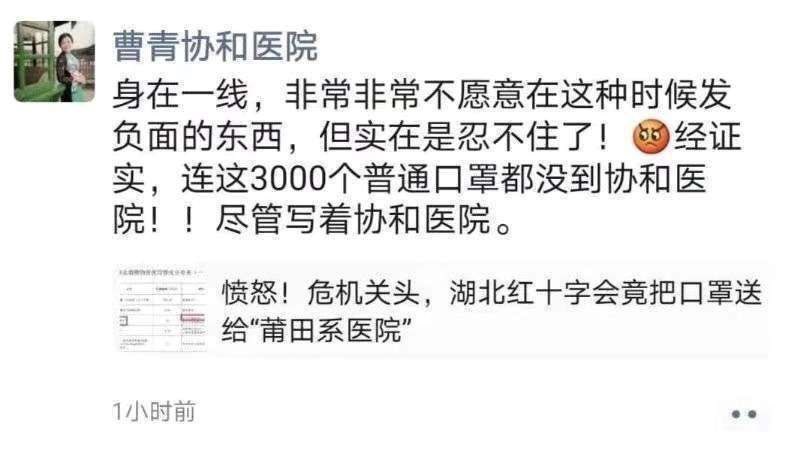 曹青协和医院
身在一线，非常非常不愿意在这种时候发
负面的东西，但实在是忍不住了！😡经证
实，连这3000个普通口罩都没到协和医
院！！尽管写着协和医院。
愤怒！危机关头，湖北红十字会竟把口罩送
给“莆田系医院”
1小时前